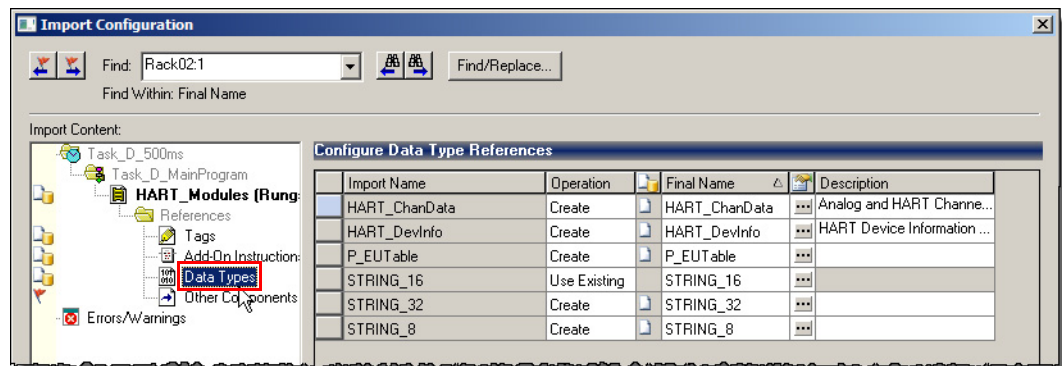 Import Configuration
Find: Rack02:1 Find/Replace...
Find Within: Final Name
Import Content:
Task_D_500ms
Task_D_MainProgram
HART_Modules (Rung
References
Tags
Add-On Instruction
Data Types
Other Components
Errors/Warnings
Configure Data Type References
Import Name Operation Final Name Description
HART_ChanData Create HART_ChanData ... Analog and HART Channe...
HART_DevInfo Create HART_DevInfo ... HART Device Information ...
P_EUTable Create P_EUTable ...
STRING_16 Use Existing STRING_16 ...
STRING_32 Create STRING_32 ...
STRING_8 Create STRING_8 ...